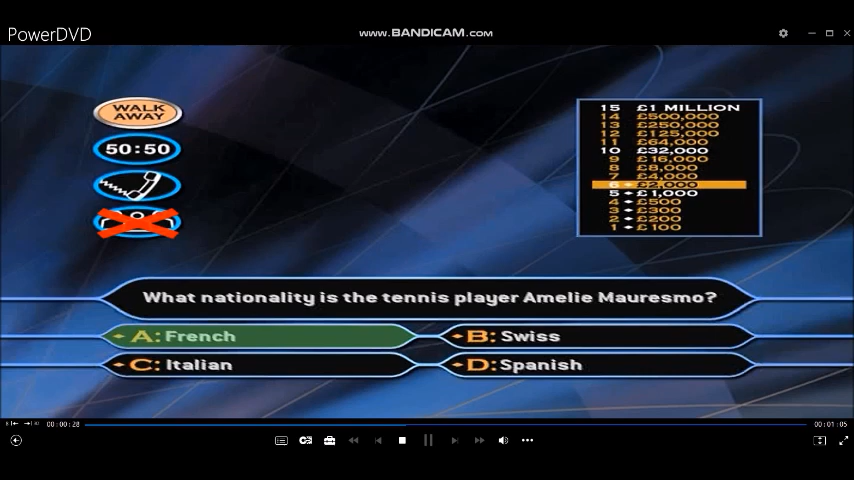 PowerDVD
www.BANDICAM.com
WALK
AWAY
50:50
15 £1 MILLION
14 £500,000
13 £250,000
12 £125,000
11 £64,000
10 £32,000
9 £16,000
8 £8,000
7 £4,000
6 £2,000
5 £1,000
4 £500
3 £300
2 £200
1 £100
What nationality is the tennis player Amelie Mauresmo?
A: French
B: Swiss
C: Italian
D: Spanish
00:00:28
00:01:05